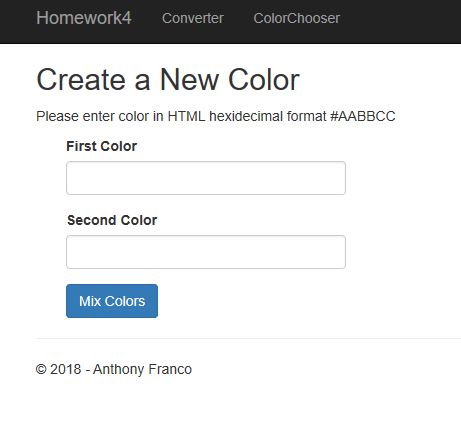 Homework4 Converter ColorChooser
Create a New Color
Please enter color in HTML hexidecimal format #AABBCC
First Color
Second Color
Mix Colors
© 2018 - Anthony Franco